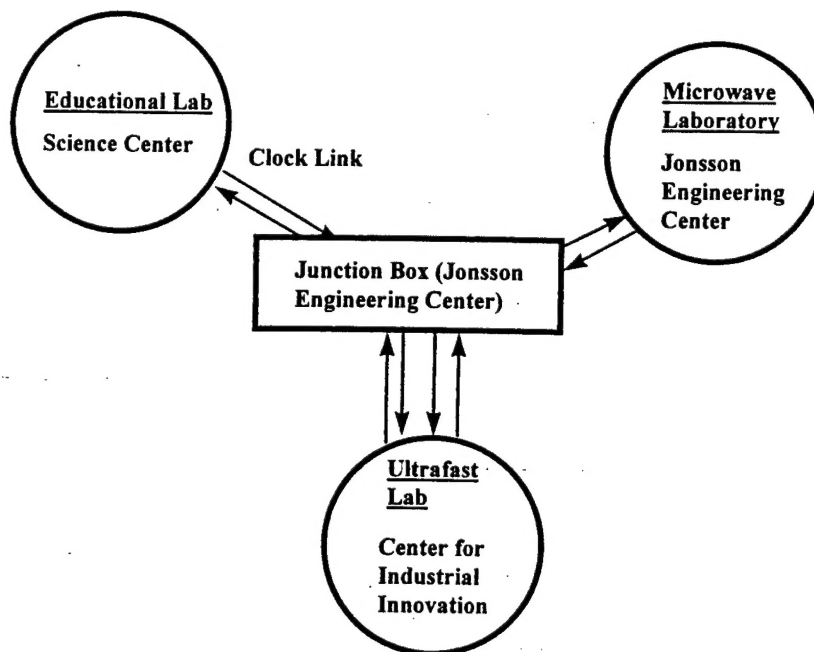 Educational Lab
Science Center
Clock Link
Microwave
Laboratory
Jonsson
Engineering
Center
Junction Box (Jonsson
Engineering Center)
Ultrafast
Lab
Center for
Industrial
Innovation